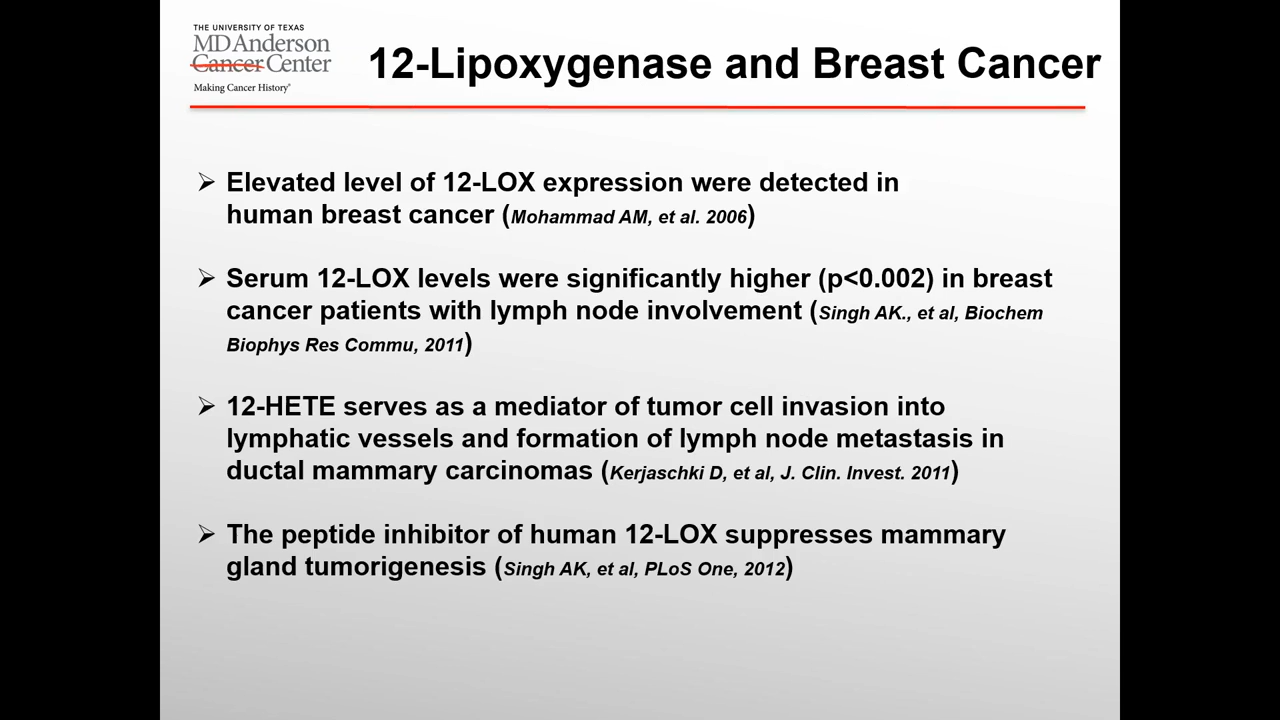 THE UNIVERSITY OF TEXAS
MD Anderson
Cancer Center
Making Cancer History®
12-Lipoxygenase and Breast Cancer
➢ Elevated level of 12-LOX expression were detected in
human breast cancer (Mohammad AM, et al. 2006)
➢ Serum 12-LOX levels were significantly higher (p<0.002) in breast
cancer patients with lymph node involvement (Singh AK., et al, Biochem
Biophys Res Commu, 2011)
➢ 12-HETE serves as a mediator of tumor cell invasion into
lymphatic vessels and formation of lymph node metastasis in
ductal mammary carcinomas (Kerjaschki D, et al, J. Clin. Invest. 2011)
➢ The peptide inhibitor of human 12-LOX suppresses mammary
gland tumorigenesis (Singh AK, et al, PLoS One, 2012)